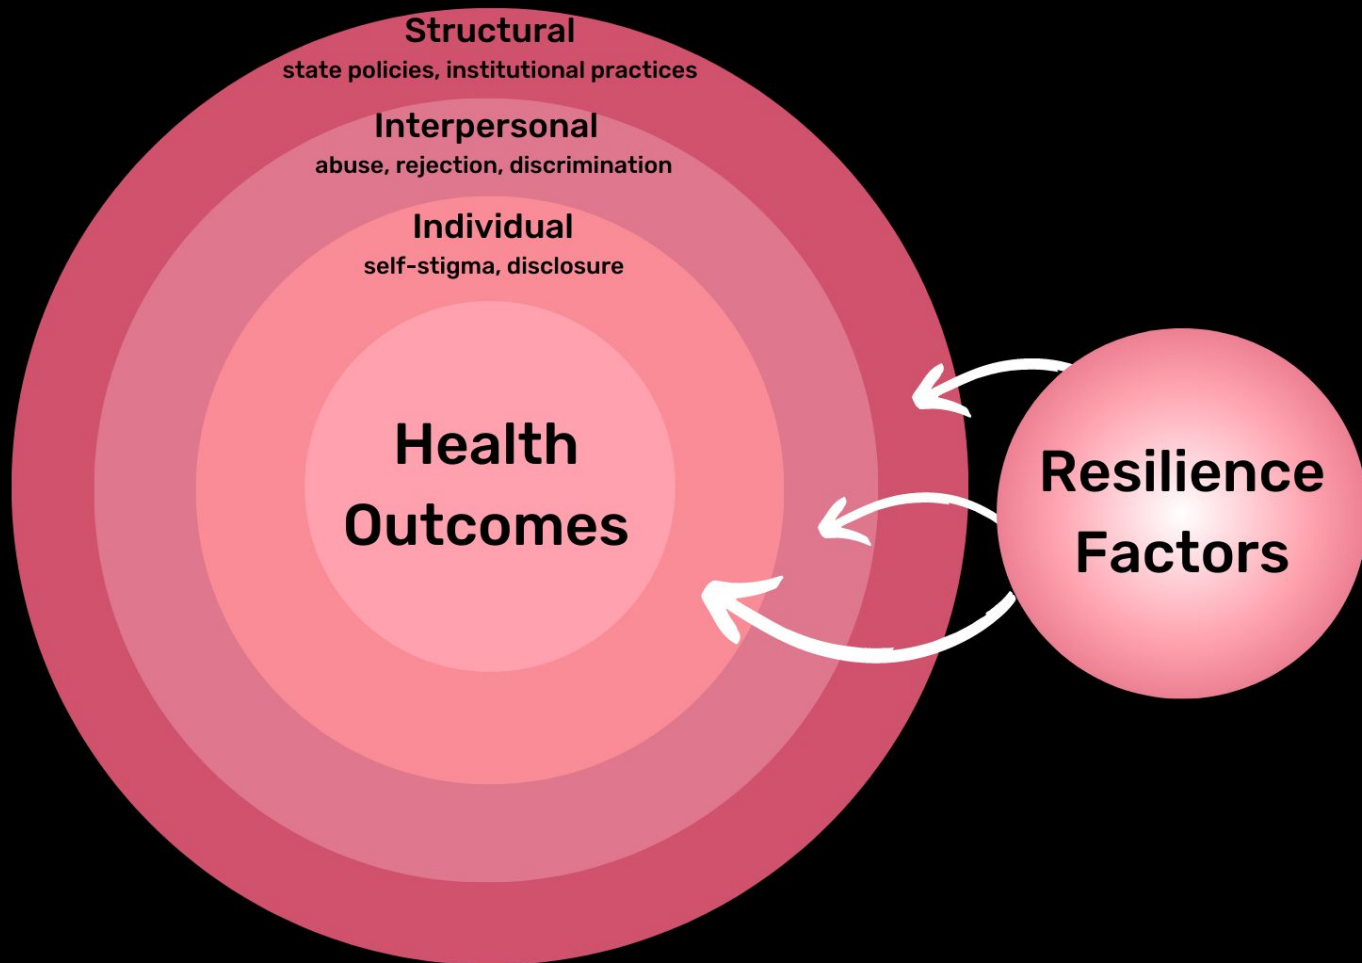 Structural
state policies, institutional practices
Interpersonal
abuse, rejection, discrimination
Individual
self-stigma, disclosure
Health
Outcomes
Resilience
Factors